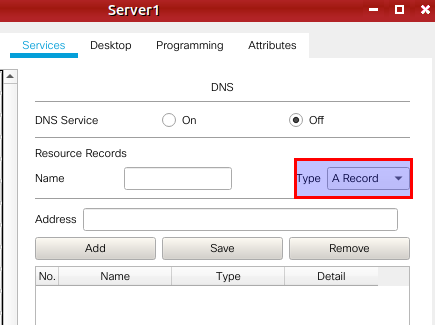 Server1
Services Desktop Programming Attributes
DNS
DNS Service On Off
Resource Records
Name Type A Record
Address
Add Save Remove
No. Name Type Detail